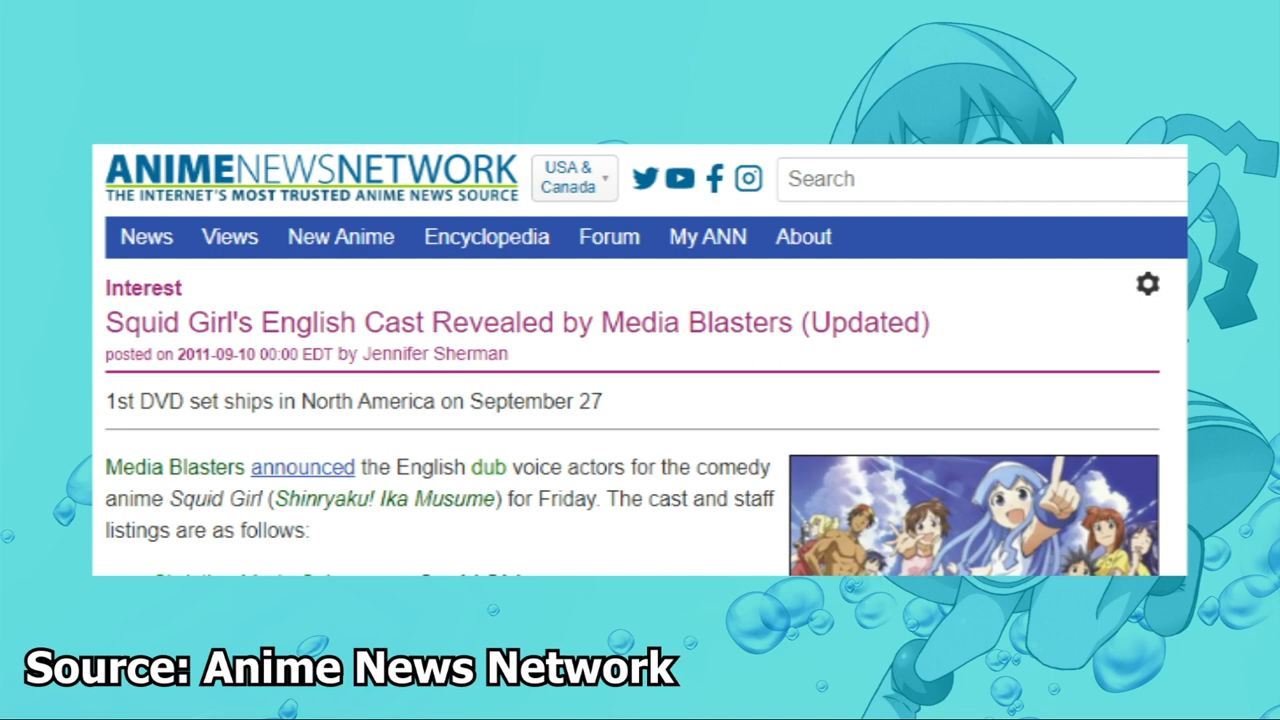 ANIMENEWSNETWORK
THE INTERNET'S MOST TRUSTED ANIME NEWS SOURCE
USA &
Canada
Search
News Views New Anime Encyclopedia Forum My ANN About
Interest
Squid Girl's English Cast Revealed by Media Blasters (Updated)
posted on 2011-09-10 00:00 EDT by Jennifer Sherman
1st DVD set ships in North America on September 27
Media Blasters announced the English dub voice actors for the comedy
anime Squid Girl (Shinryaku! Ika Musume) for Friday. The cast and staff
listings are as follows:
Source: Anime News Network